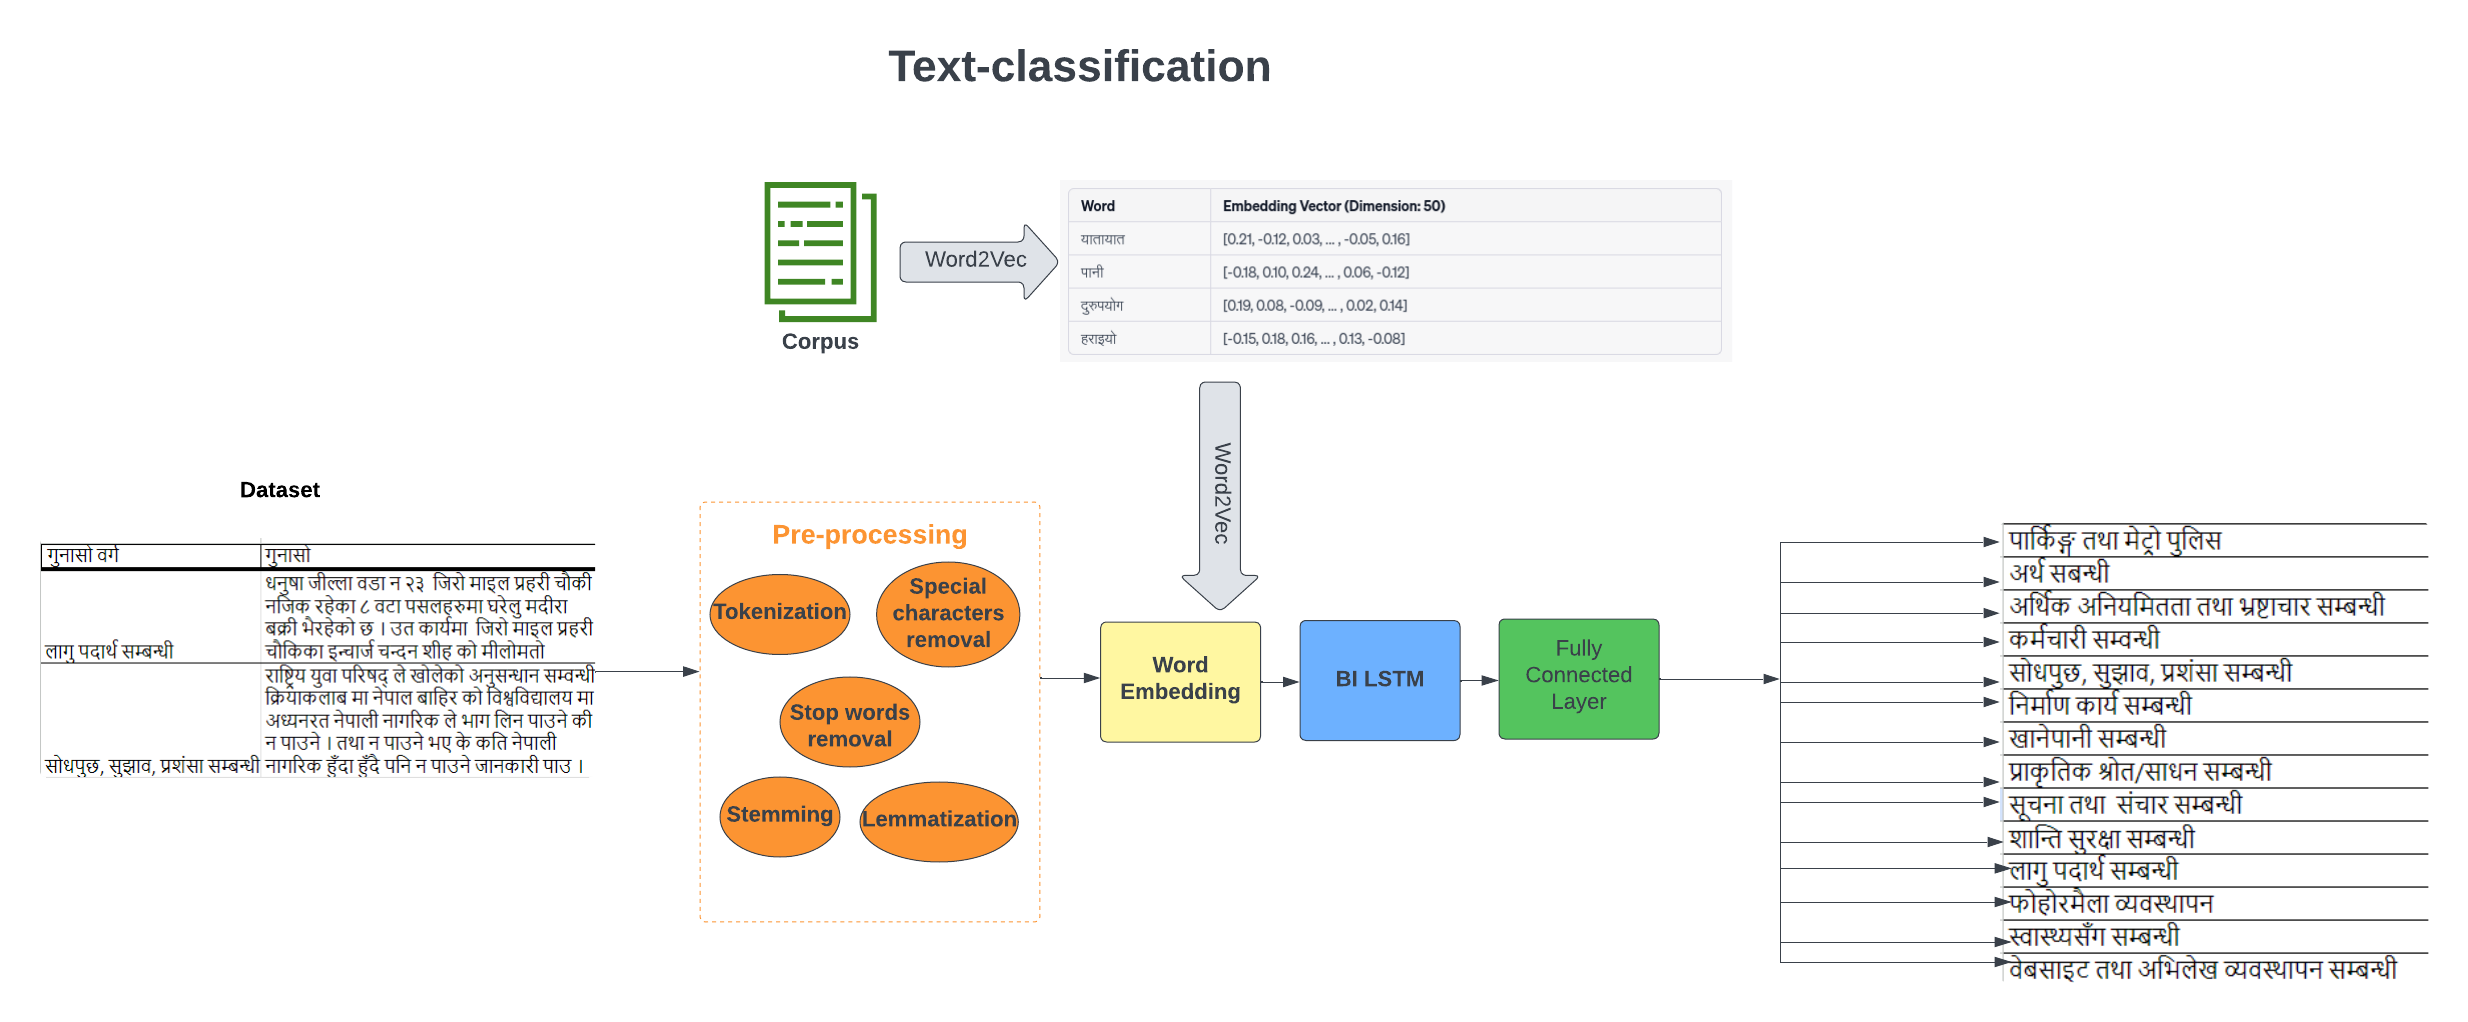 Text-classification
Corpus
Word2Vec
Word Embedding Vector (Dimension: 50)
यातायात [0.21, -0.12, 0.03, ... , -0.05, 0.16]
पानी [-0.18, 0.10, 0.24, ... , 0.06, -0.12]
दुरुपयोग [0.19, 0.08, -0.09, ... , 0.02, 0.14]
हराइयो [-0.15, 0.18, 0.16, ... , 0.13, -0.08]
Word2Vec
Dataset
गुनासो वर्ग गुनासो
धनुषा जील्ला वडा न २३ जिरो माइल प्रहरी चौकी
नजिक रहेका ८ वटा पसलहरुमा घरेलु मदीरा
बक्री भैरहेको छ । उत कार्यमा जिरो माइल प्रहरी
लागु पदार्थ सम्बन्धी चौकिका इन्चार्ज चन्दन शीह को मीलोमतो
राष्ट्रिय युवा परिषद् ले खोलेको अनुसन्धान सम्वन्धी
क्रियाकलाब मा नेपाल बाहिर को विश्वविद्यालय मा
अध्यनरत नेपाली नागरिक ले भाग लिन पाउने की
न पाउने । तथा न पाउने भए के कति नेपाली
सोधपुछ, सुझाव, प्रशंसा सम्बन्धी नागरिक हुँदा हुँदै पनि न पाउने जानकारी पाउ ।
Pre-processing
Tokenization
Special
characters
removal
Stop words
removal
Stemming
Lemmatization
Word
Embedding
BI LSTM
Fully
Connected
Layer
पार्किङ्ग तथा मेट्रो पुलिस
अर्थ सबन्धी
अर्थिक अनियमितता तथा भ्रष्टाचार सम्बन्धी
कर्मचारी सम्वन्धी
सोधपुछ, सुझाव, प्रशंसा सम्बन्धी
निर्माण कार्य सम्बन्धी
खानेपानी सम्बन्धी
प्राकृतिक श्रोत/साधन सम्बन्धी
सूचना तथा संचार सम्बन्धी
शान्ति सुरक्षा सम्बन्धी
लागु पदार्थ सम्बन्धी
फोहोरमैला व्यवस्थापन
स्वास्थ्यसँग सम्बन्धी
वेबसाइट तथा अभिलेख व्यवस्थापन सम्बन्धी